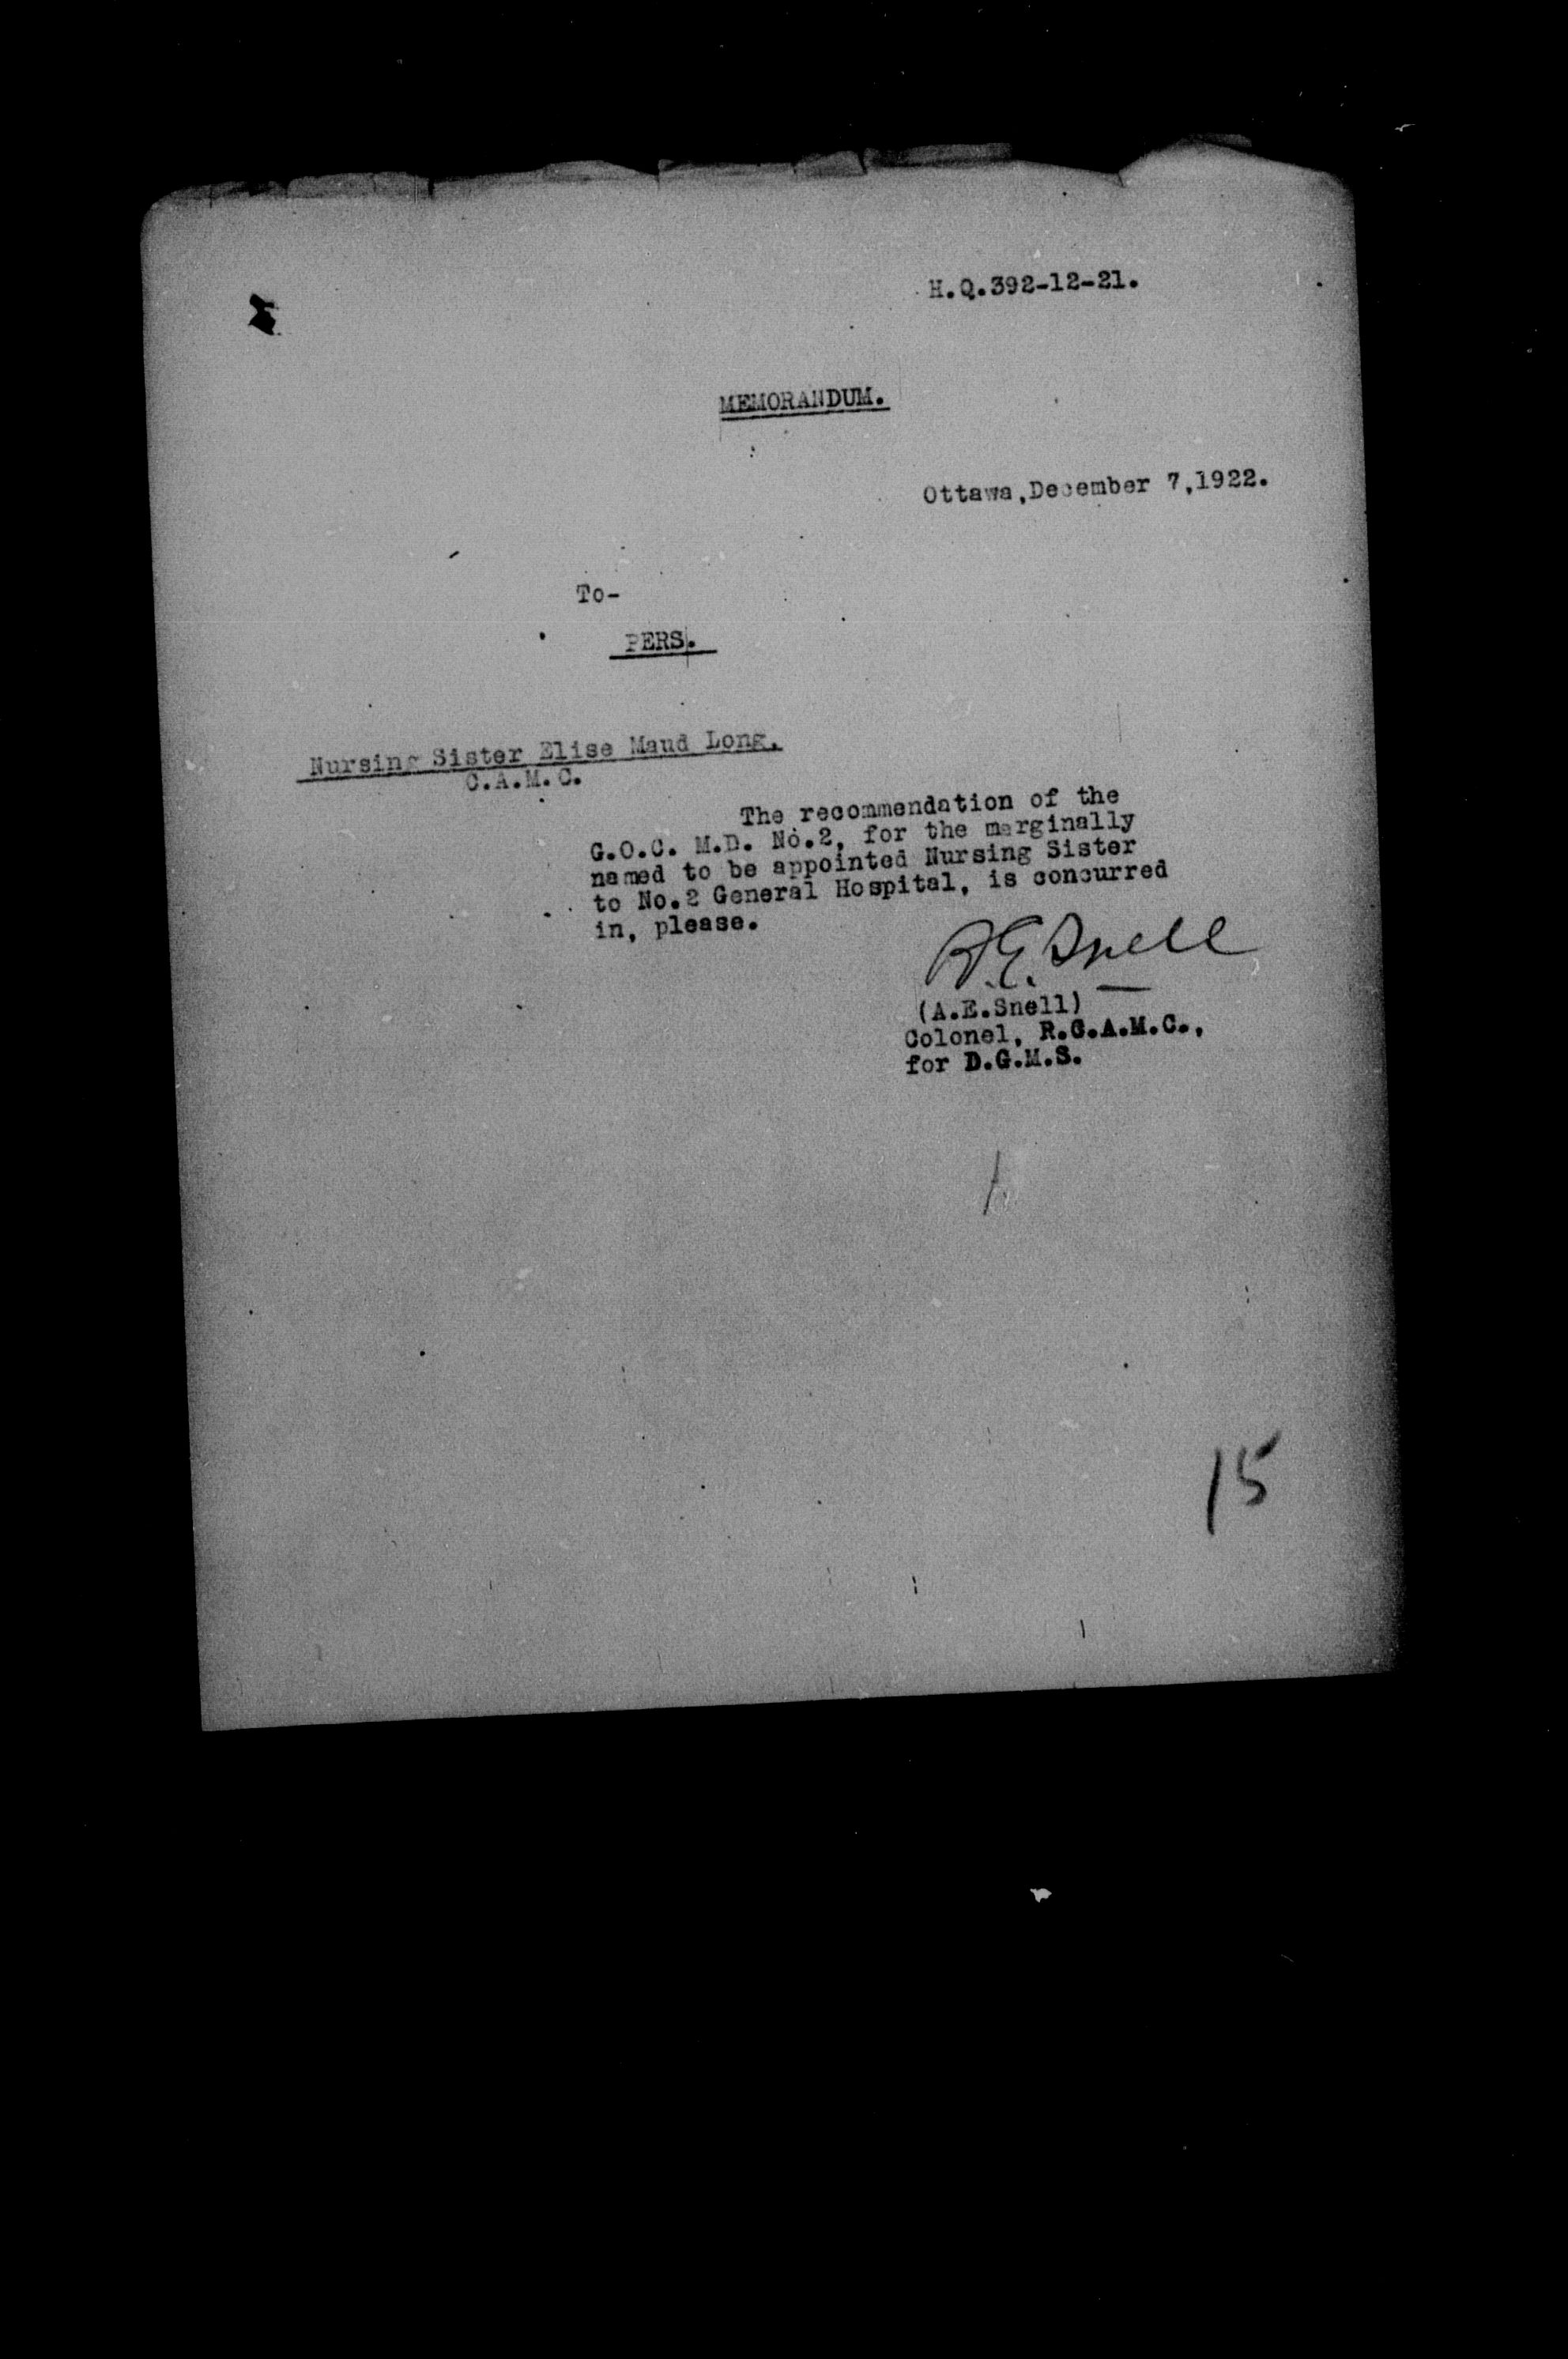 H.Q.392-12-21.
MEMORANDUM.
Ottawa,December 7,1922.
To-
PERS.
Nursing Sister Elise Maud Long.
C.A.M.C.
The recommendation of the
G.O.C. M.D. No.2, for the marginally
named to be appointed Nursing Sister
to No.2 General Hospital, is concurred
in, please.
A.E. Snell
(A.E.Snell)
Colonel, R.C.A.M.C.,
for D.G.M.S.
15